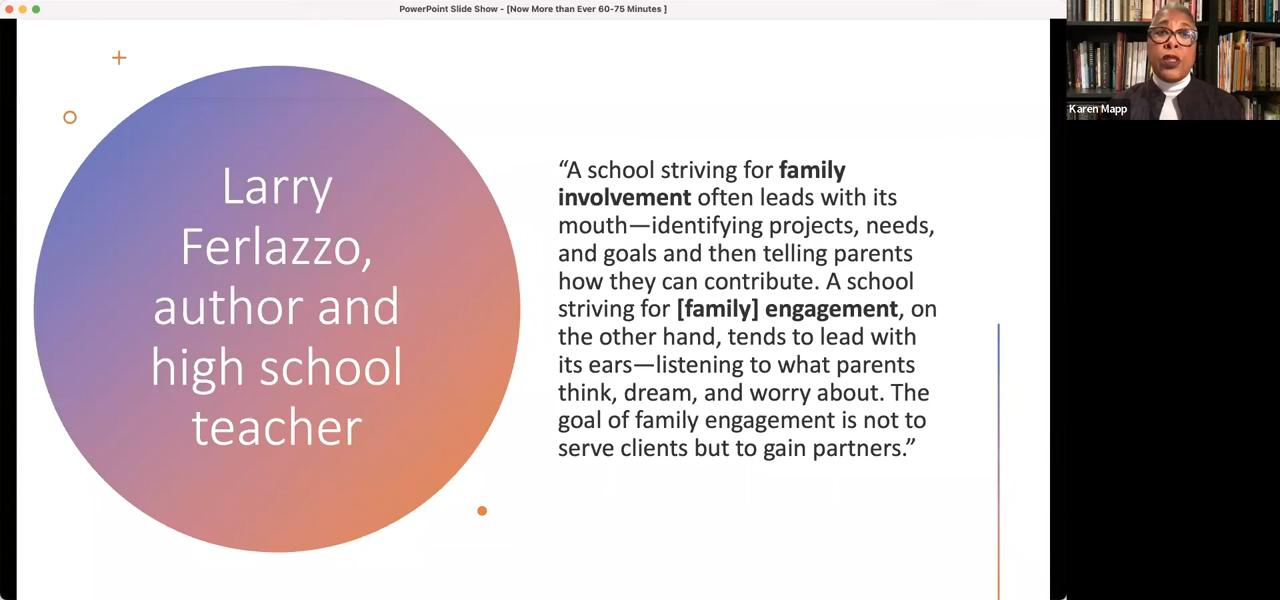 PowerPoint Slide Show - [Now More than Ever 60-75 Minutes ]
Larry
Ferlazzo,
author and
high school
teacher
“A school striving for family
involvement often leads with its
mouth—identifying projects, needs,
and goals and then telling parents
how they can contribute. A school
striving for [family] engagement, on
the other hand, tends to lead with
its ears—listening to what parents
think, dream, and worry about. The
goal of family engagement is not to
serve clients but to gain partners.”
Karen Mapp